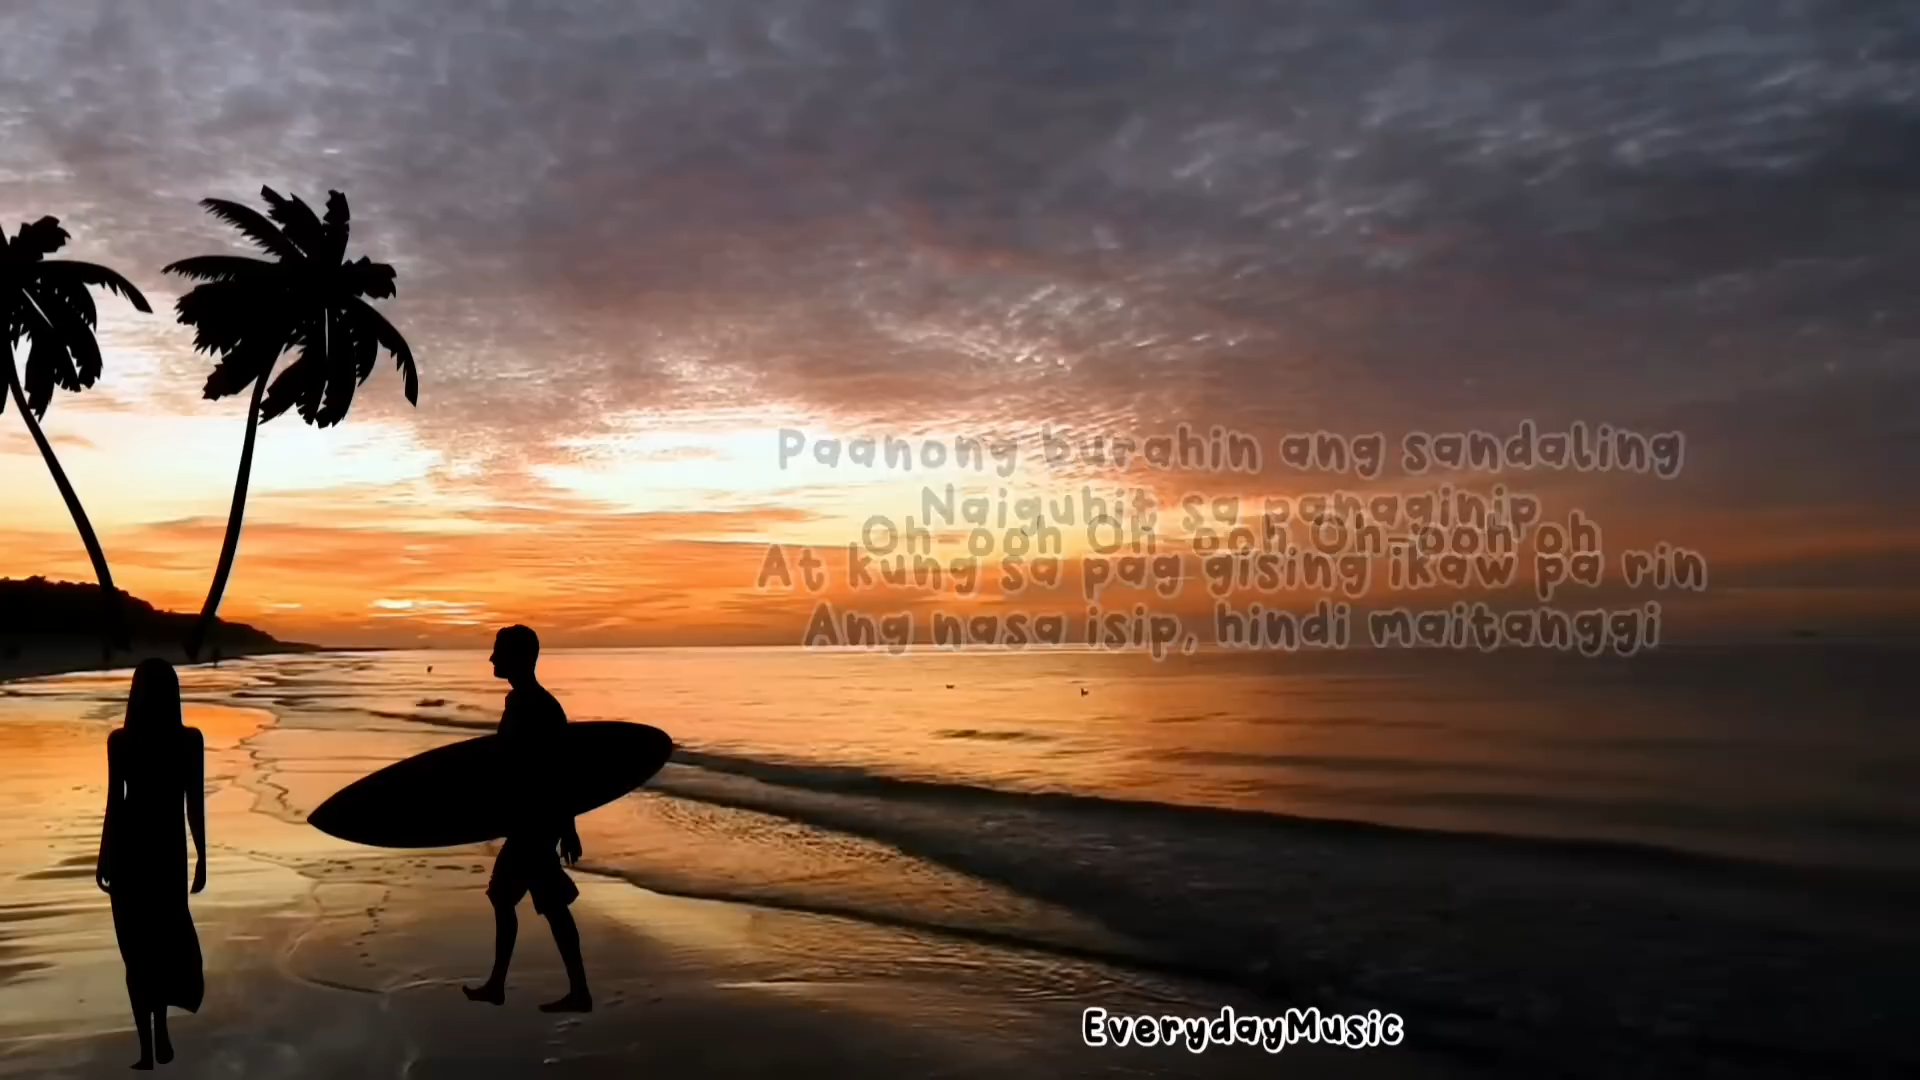 Paanong burahin ang sandaling
Naiguhit sa panaginip
Oh-ooh Oh-ooh Oh-ooh oh
At kung sa pag gising ikaw pa rin
Ang nasa isip, hindi maitanggi
EverydayMusic